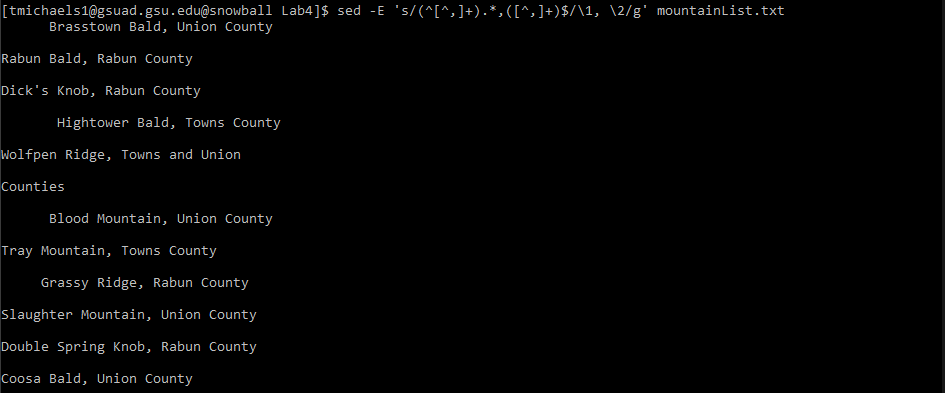 [tmichaels1@gsuad.gsu.edu@snowball Lab4]$ sed -E 's/(^[^,]+).*,([^,]+)$/\1, \2/g' mountainList.txt
Brasstown Bald, Union County
Rabun Bald, Rabun County
Dick's Knob, Rabun County
Hightower Bald, Towns County
Wolfpen Ridge, Towns and Union
Counties
Blood Mountain, Union County
Tray Mountain, Towns County
Grassy Ridge, Rabun County
Slaughter Mountain, Union County
Double Spring Knob, Rabun County
Coosa Bald, Union County